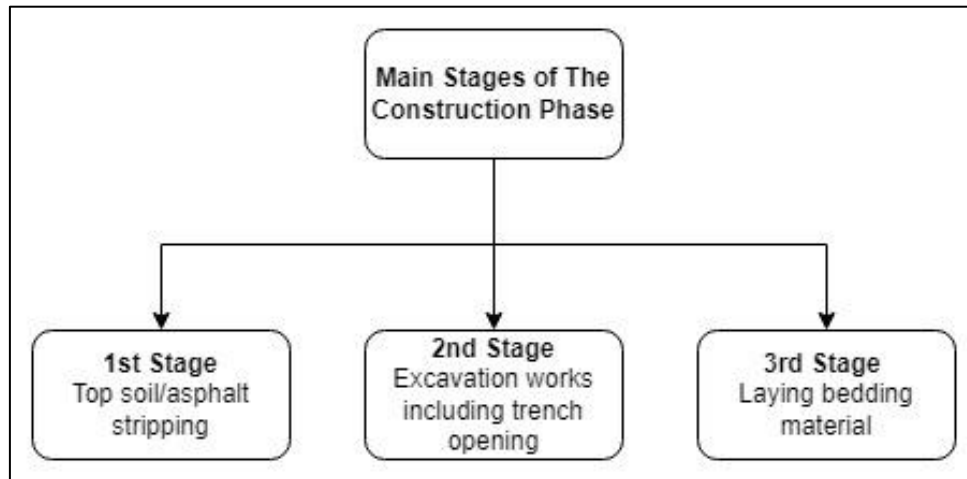 Main Stages of The
Construction Phase
1st Stage
Top soil/asphalt
stripping
2nd Stage
Excavation works
including trench
opening
3rd Stage
Laying bedding
material